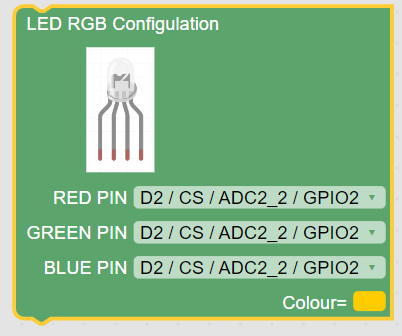 LED RGB Configulation
RED PIN D2 / CS / ADC2_2 / GPIO2
GREEN PIN D2 / CS / ADC2_2 / GPIO2
BLUE PIN D2 / CS / ADC2_2 / GPIO2
Colour=